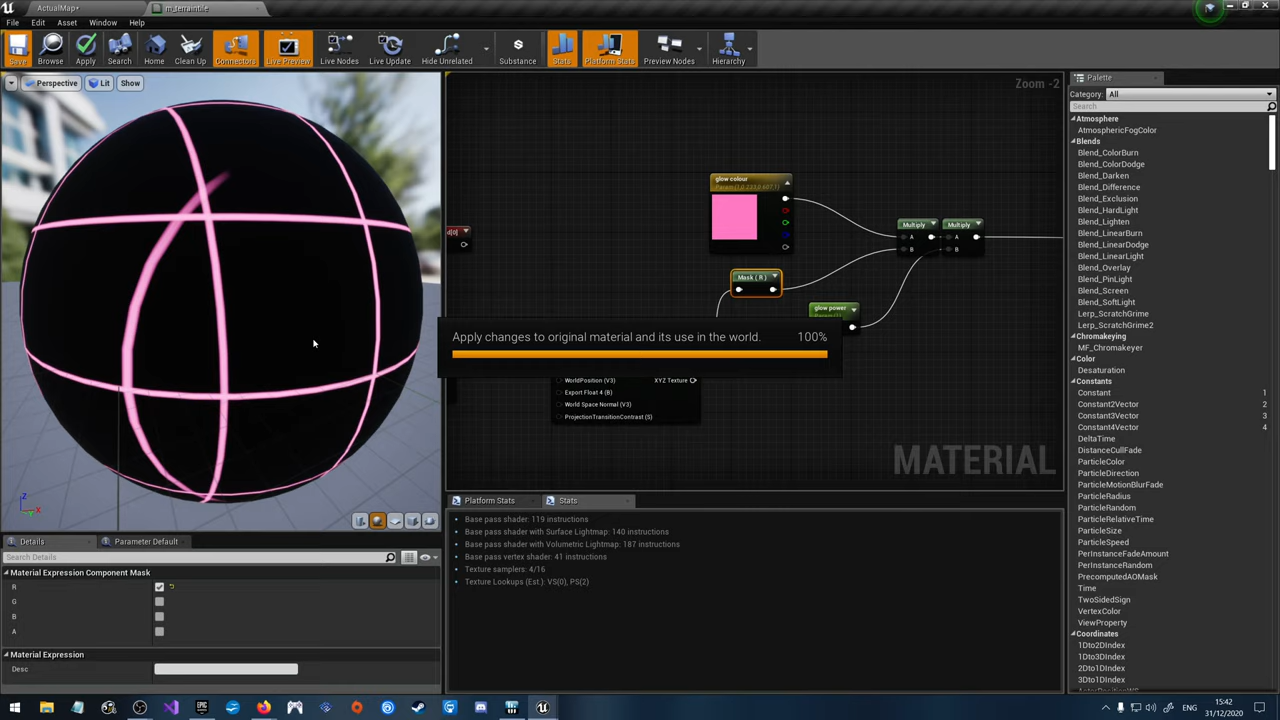 ActualMap*
m_terraintile
File Edit Asset Window Help
Save
Browse
Apply
Search
Home
Clean Up
Connectors
Live Preview
Live Nodes
Live Update
Hide Unrelated
Substance
Stats
Platform Stats
Preview Nodes
Hierarchy
Perspective
Lit
Show
Zoom -2
glow colour
Mask ( R )
Multiply
A
B
Multiply
A
B
glow power
Apply changes to original material and its use in the world. 100%
WorldPosition (V3)
XYZ Texture
Export Float 4 (B)
World Space Normal (V3)
ProjectionTransitionContrast (S)
MATERIAL
Platform Stats
Stats
Base pass shader: 119 instructions
Base pass shader with Surface Lightmap: 140 instructions
Base pass shader with Volumetric Lightmap: 187 instructions
Base pass vertex shader: 41 instructions
Texture samplers: 4/16
Texture Lookups (Est.): VS(0), PS(2)
Details
Parameter Default
Search Details
Material Expression Component Mask
R
G
B
A
Material Expression
Desc
Palette
Category: All
Search
Atmosphere
AtmosphericFogColor
Blends
Blend_ColorBurn
Blend_ColorDodge
Blend_Darken
Blend_Difference
Blend_Exclusion
Blend_HardLight
Blend_Lighten
Blend_LinearBurn
Blend_LinearDodge
Blend_LinearLight
Blend_Overlay
Blend_PinLight
Blend_Screen
Blend_SoftLight
Lerp_ScratchGrime
Lerp_ScratchGrime2
Chromakeying
MF_Chromakeyer
Color
Desaturation
Constants
Constant 1
Constant2Vector 2
Constant3Vector 3
Constant4Vector 4
DeltaTime
DistanceCullFade
ParticleColor
ParticleDirection
ParticleMotionBlurFade
ParticleRadius
ParticleRandom
ParticleRelativeTime
ParticleSize
ParticleSpeed
PerInstanceFadeAmount
PerInstanceRandom
PrecomputedAOMask
Time
TwoSidedSign
VertexColor
ViewProperty
Coordinates
1Dto2DIndex
1Dto3DIndex
2Dto1DIndex
3Dto1DIndex
ENG
15:42
31/12/2020